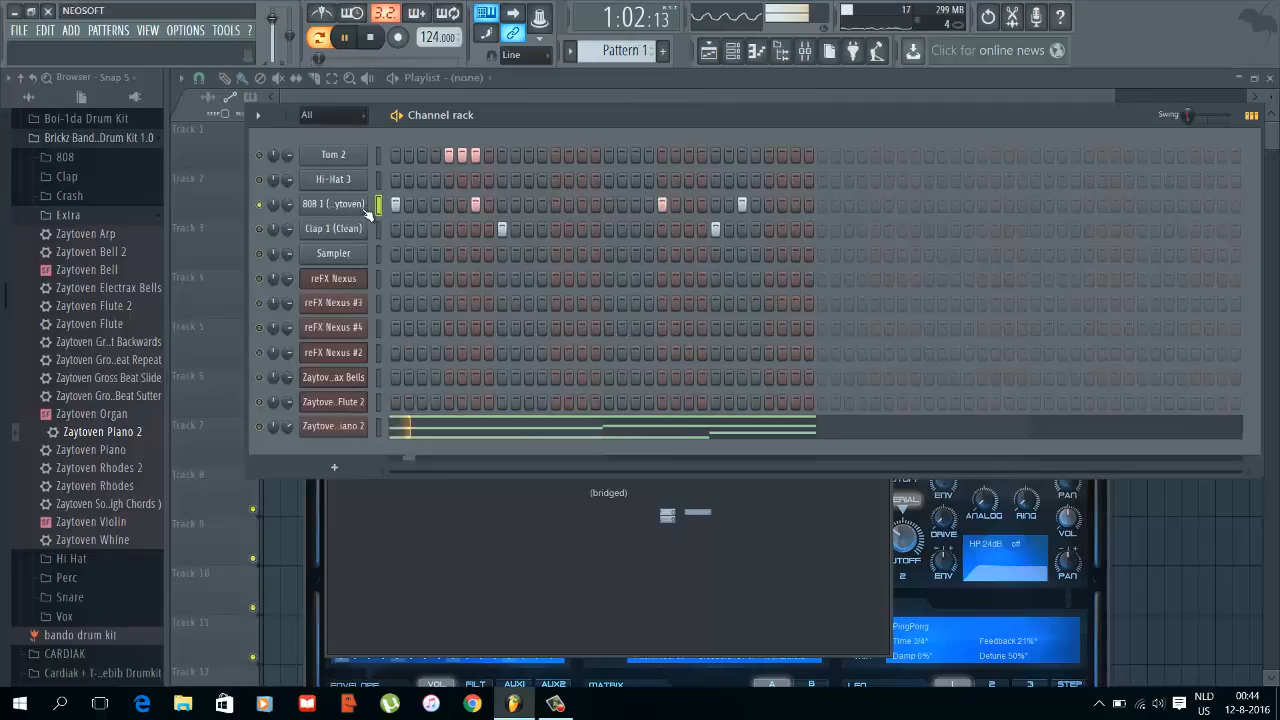 NEOSOFT
FILE EDIT ADD PATTERNS VIEW OPTIONS TOOLS ?
3.2
124.000
1:02:13
Line
Pattern 1
17
299 MB
4
Click for online news
Browser - Snap 5
Playlist - (none)
Boi-1da Drum Kit
Brickz Band...Drum Kit 1.0
808
Clap
Crash
Extra
Zaytoven Arp
Zaytoven Bell 2
Zaytoven Bell
Zaytoven Electrax Bells
Zaytoven Flute 2
Zaytoven Flute
Zaytoven Gr..t Backwards
Zaytoven Gro...eat Repeat
Zaytoven Gross Beat Slide
Zaytoven Gro...Beat Sutter
Zaytoven Organ
Zaytoven Piano 2
Zaytoven Piano
Zaytoven Rhodes 2
Zaytoven Rhodes
Zaytoven So...igh Chords )
Zaytoven Violin
Zaytoven WhIne
Hi Hat
Perc
Snare
Vox
bando drum kit
CARDIAK
Cardiak + T-...ebib Drumkit
STEP
Track 1
Track 2
Track 3
Track 4
Track 5
Track 6
Track 7
Track 8
Track 9
Track 10
Track 11
Track 12
All
Channel rack
Swing
Tom 2
Hi-Hat 3
808 1 (...ytoven)
Clap 1 (Clean)
Sampler
reFX Nexus
reFX Nexus #3
reFX Nexus #4
reFX Nexus #2
Zaytov...ax Bells
Zaytove. Flute 2
Zaytove...iano 2
+
(bridged)
ENV
ANALOG
RING
PAN
DRIVE
VOL
CUTOFF
2
ENV
HP 24dB off
PAN
PingPong
Time 3/4*
Feedback 21%*
Damp 0%*
Detune 50%*
ENVELOPE
VOL
FILT
AUX1
AUX2
MATRIX
A
B
1
2
3
STEP
NLD
US
00:44
12-8-2016